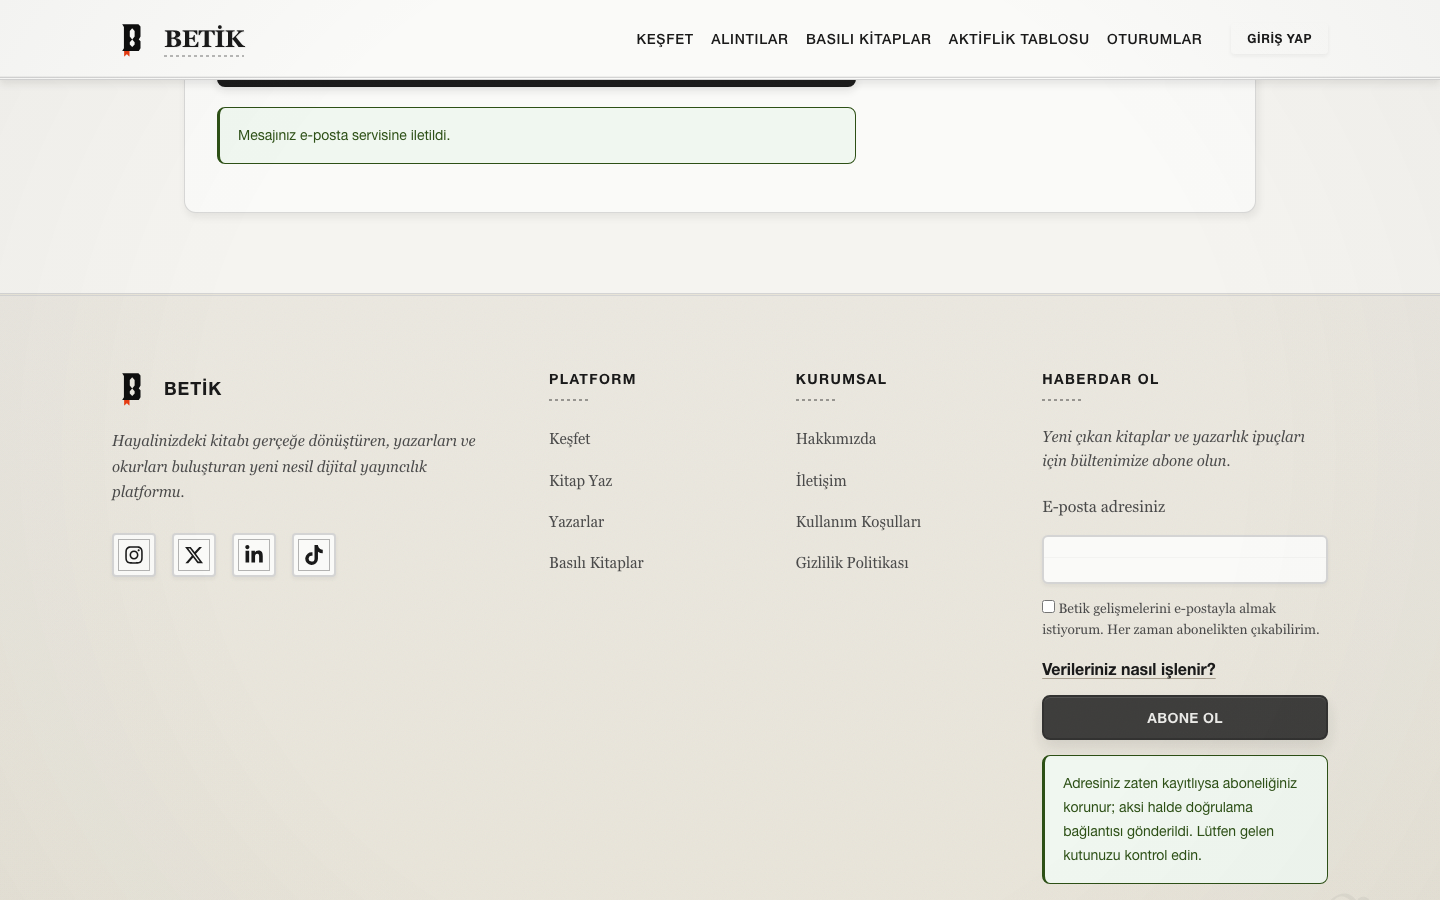 BETİK
KEŞFET
ALINTILAR
BASILI KİTAPLAR
AKTİFLİK TABLOSU
OTURUMLAR
GİRİŞ YAP
Mesajınız e-posta servisine iletildi.
BETİK
Hayalinizdeki kitabı gerçeğe dönüştüren, yazarları ve
okurları buluşturan yeni nesil dijital yayıncılık
platformu.
PLATFORM
Keşfet
Kitap Yaz
Yazarlar
Basılı Kitaplar
KURUMSAL
Hakkımızda
İletişim
Kullanım Koşulları
Gizlilik Politikası
HABERDAR OL
Yeni çıkan kitaplar ve yazarlık ipuçları
için bültenimize abone olun.
E-posta adresiniz
Betik gelişmelerini e-postayla almak
istiyorum. Her zaman abonelikten çıkabilirim.
Verileriniz nasıl işlenir?
ABONE OL
Adresiniz zaten kayıtlıysa aboneliğiniz
korunur; aksi halde doğrulama
bağlantısı gönderildi. Lütfen gelen
kutunuzu kontrol edin.